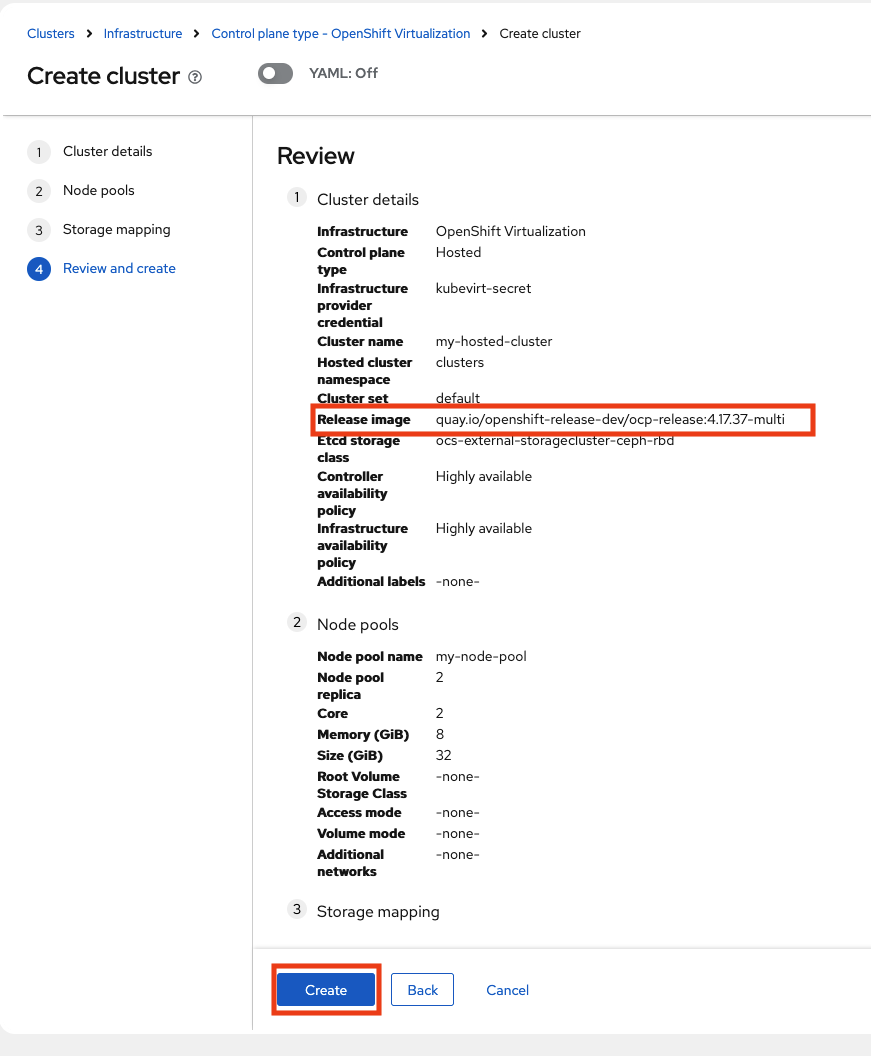 Clusters > Infrastructure > Control plane type - OpenShift Virtualization > Create cluster
Create cluster ?
YAML: Off
1 Cluster details
2 Node pools
3 Storage mapping
4 Review and create
Review
1 Cluster details
Infrastructure OpenShift Virtualization
Control plane Hosted
type
Infrastructure kubevirt-secret
provider
credential
Cluster name my-hosted-cluster
Hosted cluster clusters
namespace
Cluster set default
Release image quay.io/openshift-release-dev/ocp-release:4.17.37-multi
Etcd storage ocs-external-storagecluster-ceph-rbd
class
Controller Highly available
availability
policy
Infrastructure Highly available
availability
policy
Additional labels -none-
2 Node pools
Node pool name my-node-pool
Node pool 2
replica
Core 2
Memory (GiB) 8
Size (GiB) 32
Root Volume -none-
Storage Class
Access mode -none-
Volume mode -none-
Additional -none-
networks
3 Storage mapping
Create Back Cancel